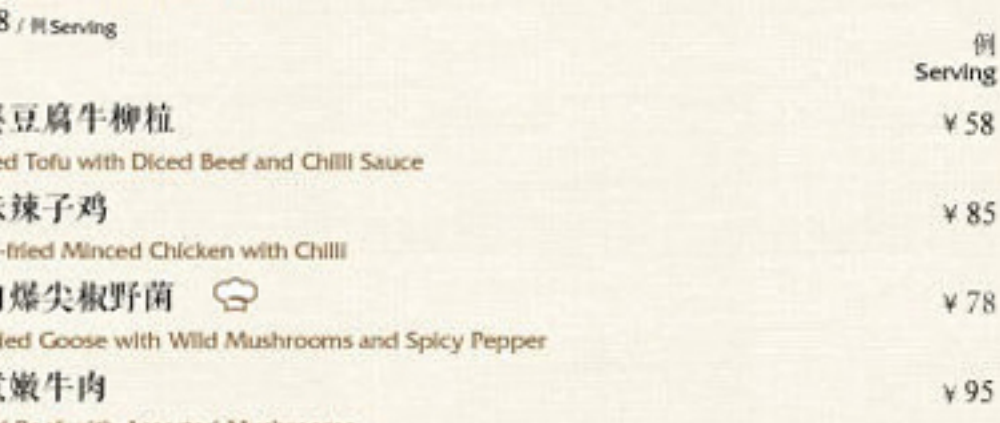 8 / 例 Serving
例
Serving
豆腐牛柳粒 ¥ 58
ed Tofu with Diced Beef and Chilli Sauce
辣子鸡 ¥ 85
-fried Minced Chicken with Chilli
爆尖椒野菌 ¥ 78
ied Goose with Wild Mushrooms and Spicy Pepper
嫩牛肉 ¥ 95